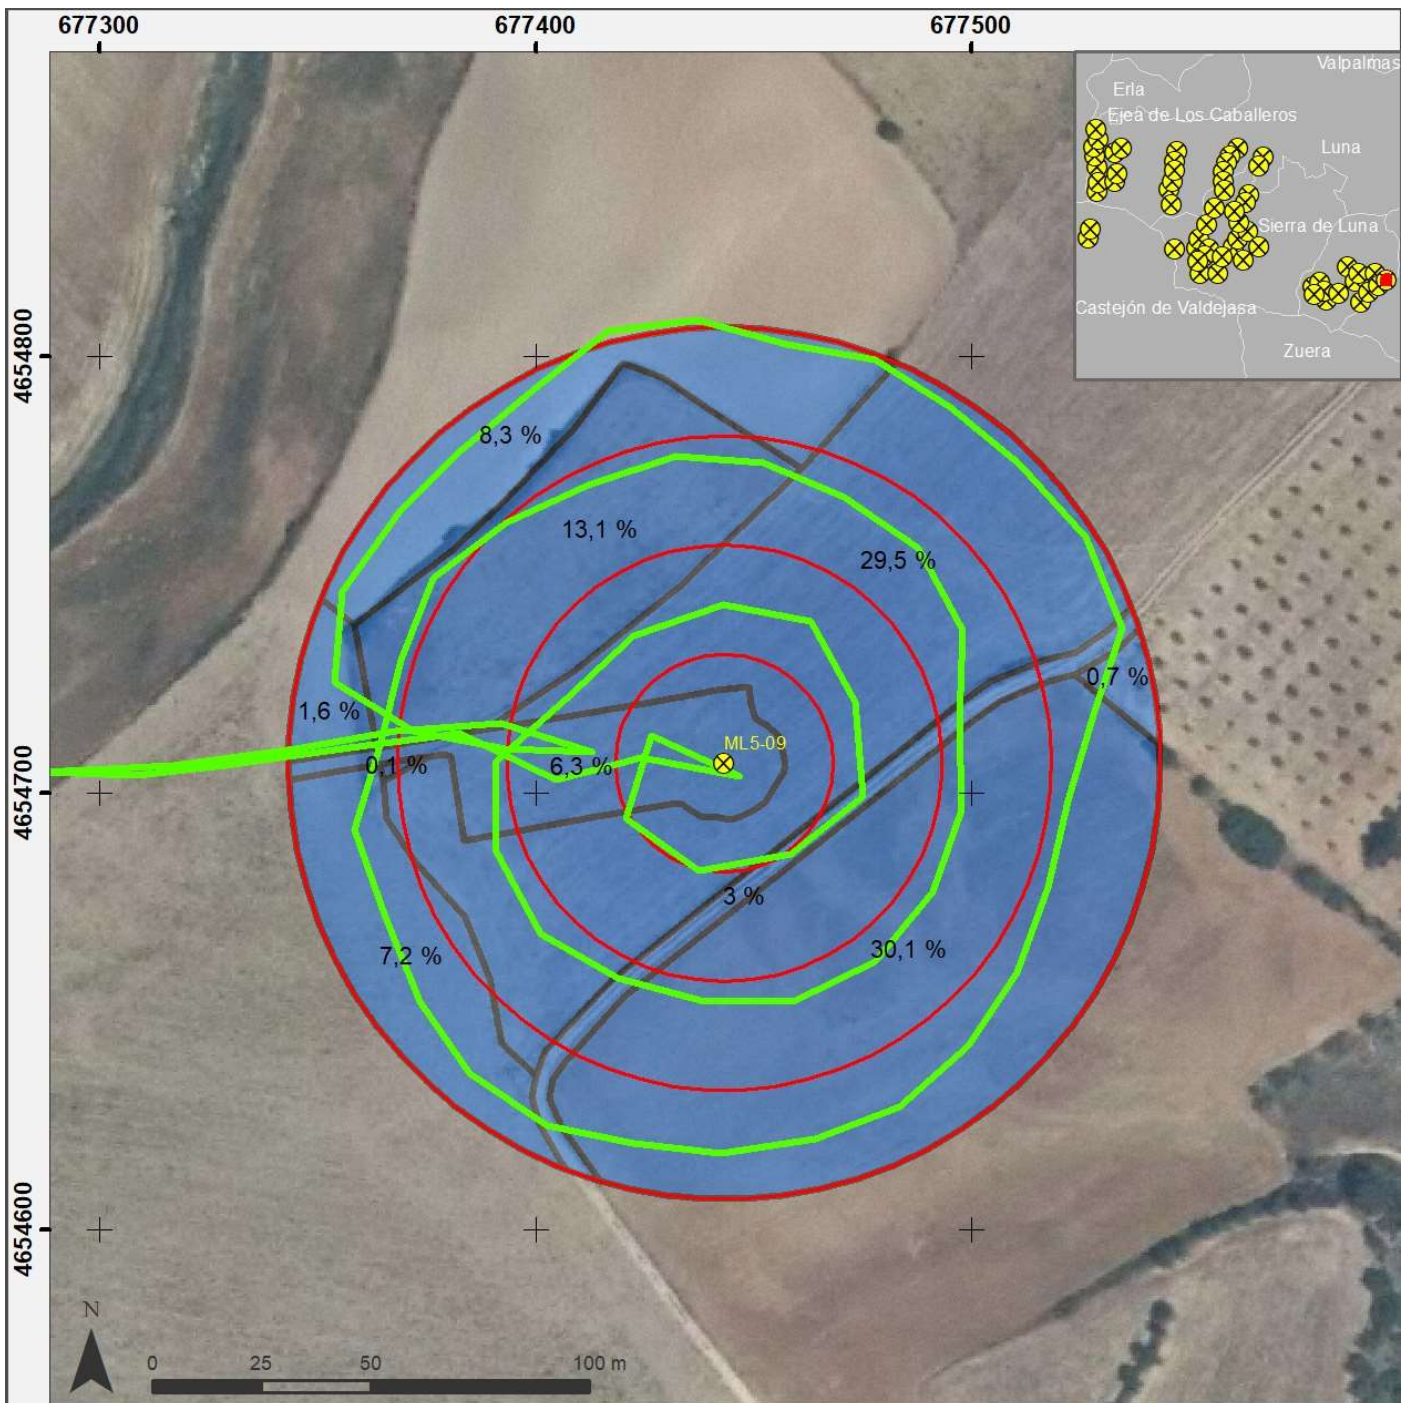 677300
677400
677500
Valpalmas
Erla
Ejea de Los Caballeros
Luna
Sierra de Luna
Castejón de Valdejasa
Zuera
4654800
4654700
4654600
8,3 %
13,1 %
29,5 %
0,7 %
1,6 %
ML5-09
0,1 %
6,3 %
3 %
30,1 %
7,2 %
N
0 25 50 100 m